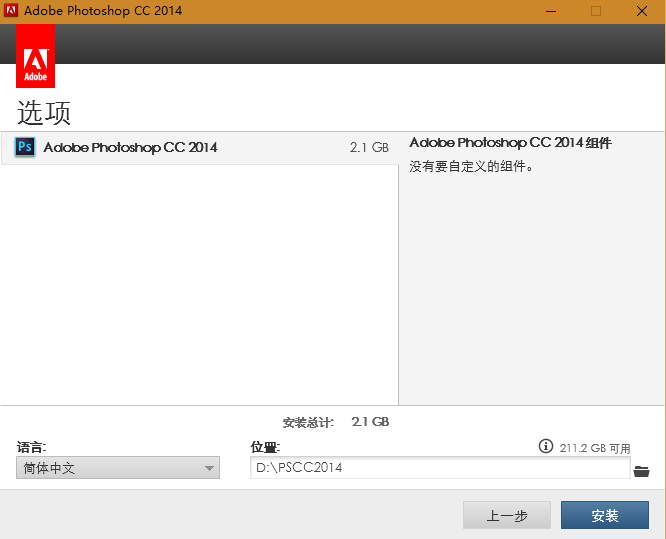 Adobe Photoshop CC 2014
Adobe
选项
Ps Adobe Photoshop CC 2014 2.1 GB
Adobe Photoshop CC 2014 组件
没有要自定义的组件。
安装总计: 2.1 GB
语言:
简体中文
位置: 211.2 GB 可用
D:\PSCC2014
上一步 安装